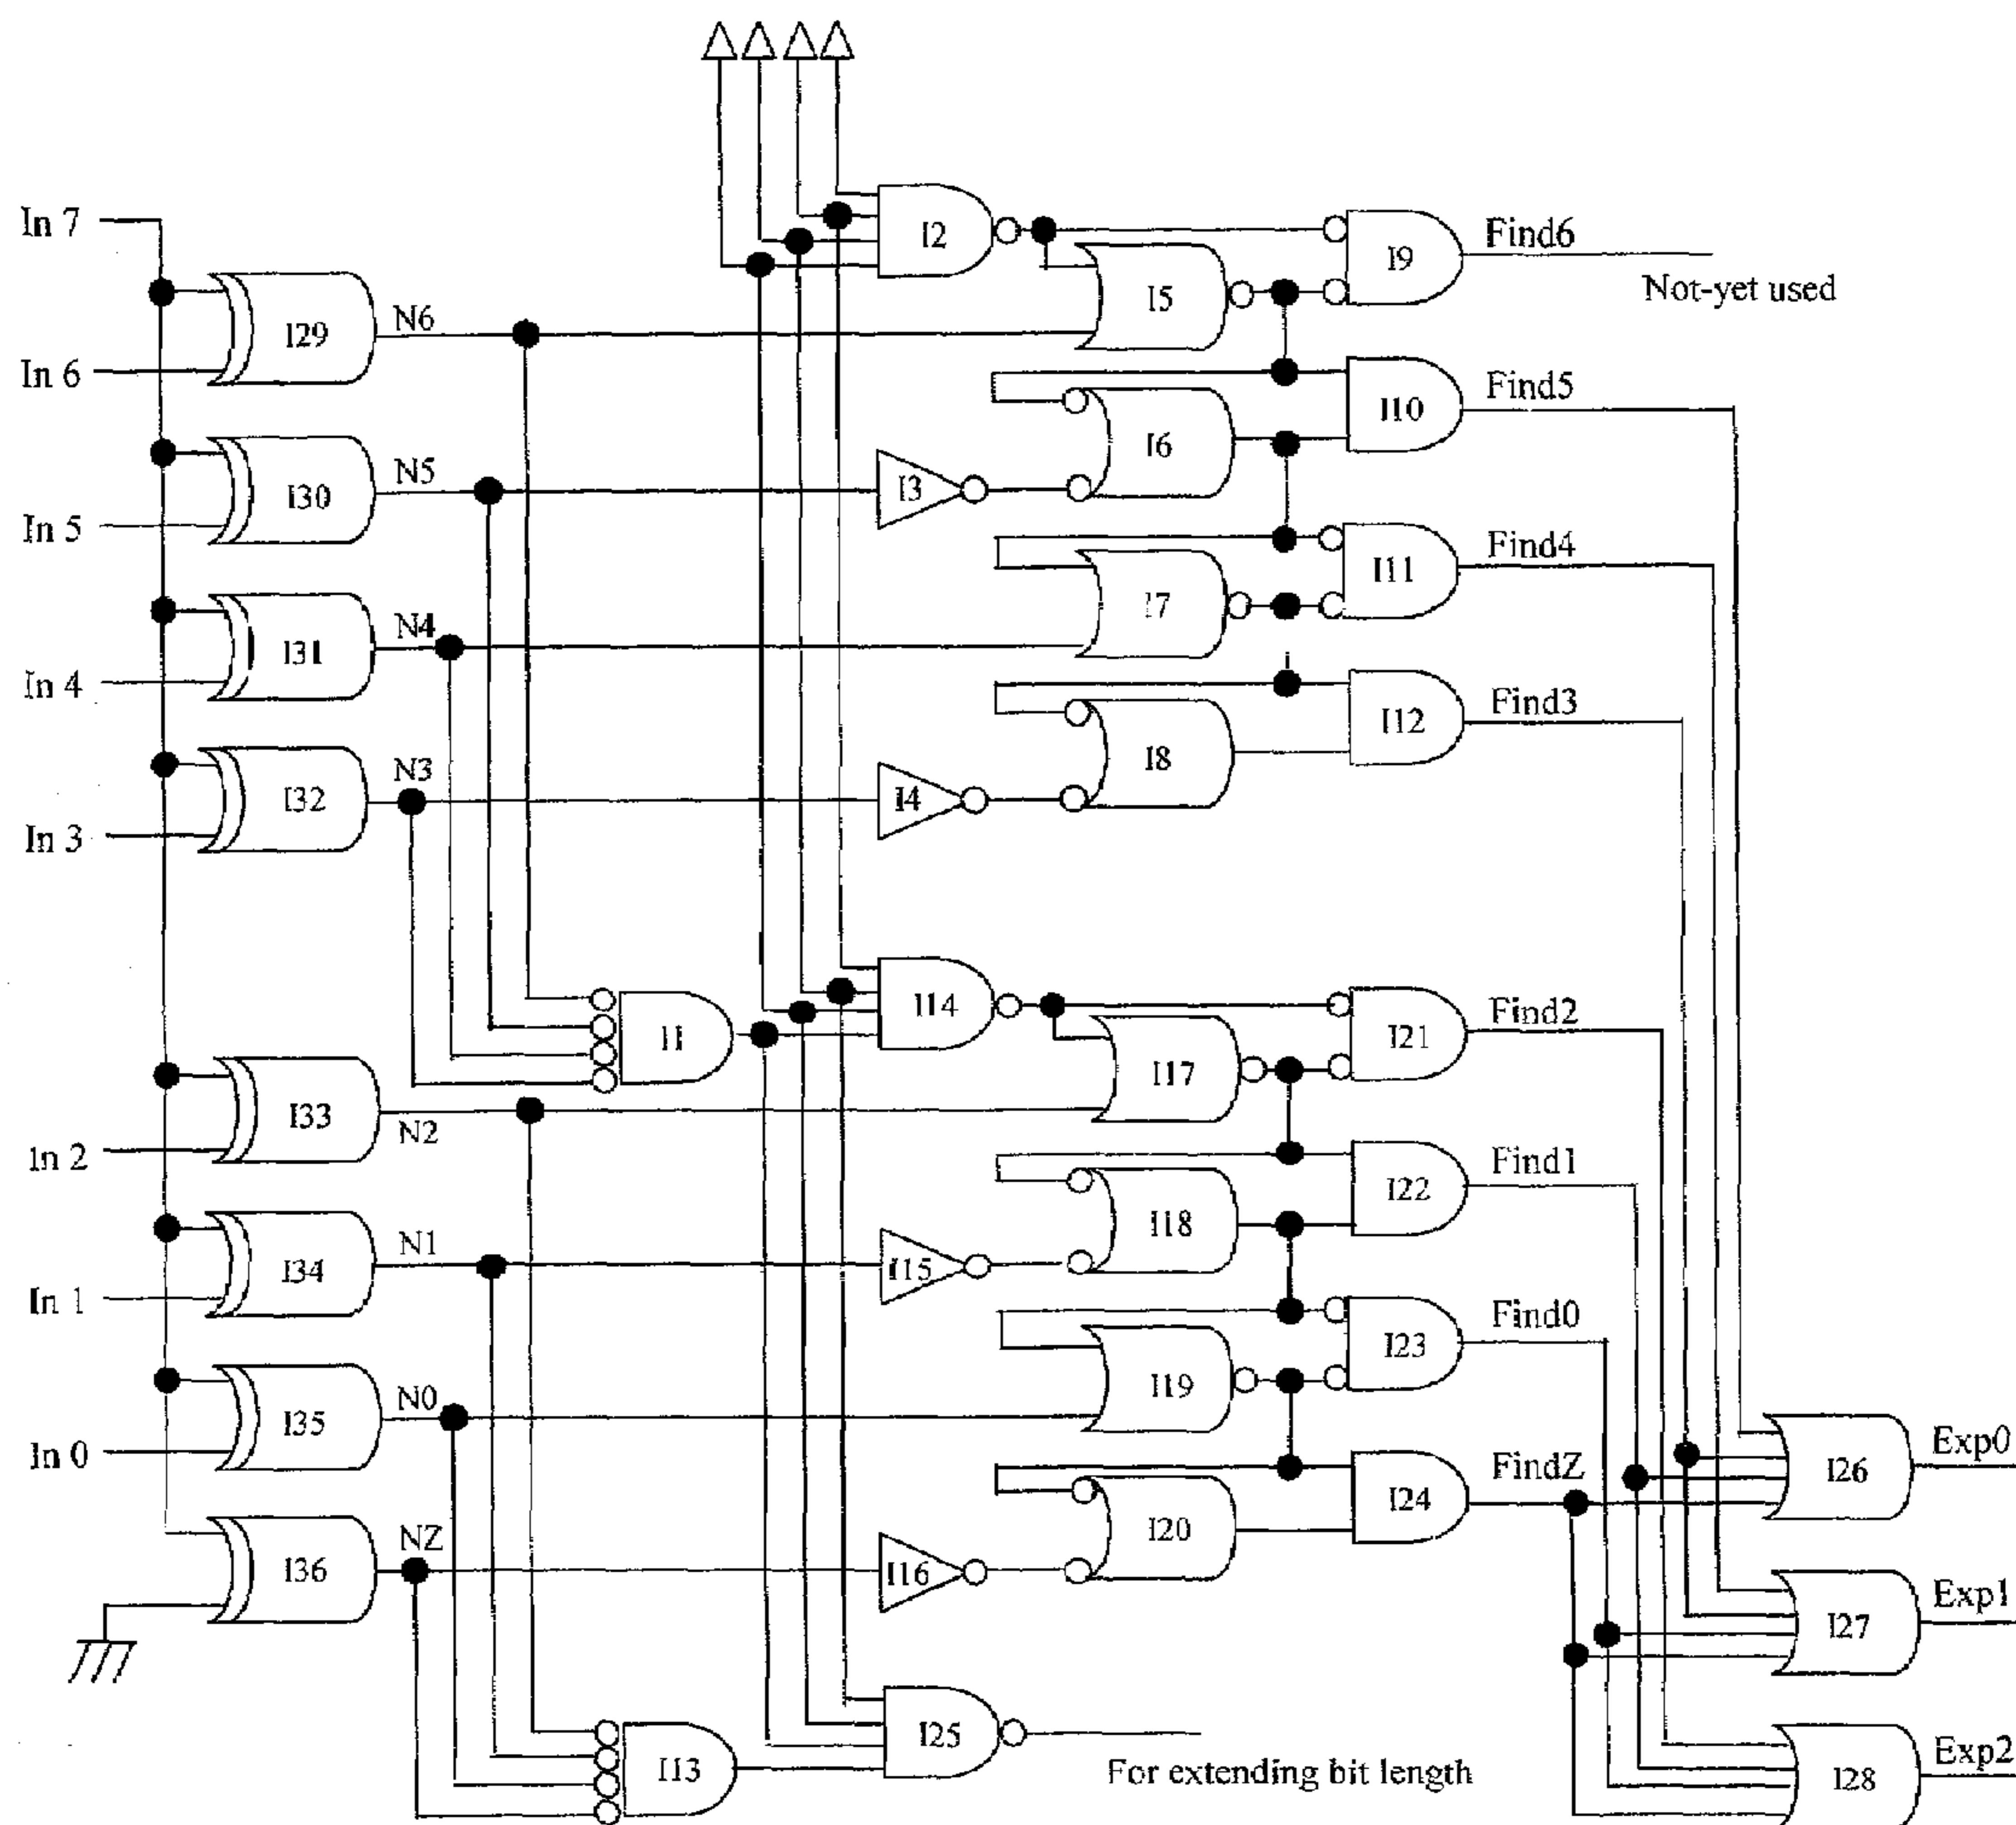 In 7
I2
I9
Find6
Not-yet used
I29
N6
I5
In 6
I10
Find5
I6
N5
I30
I3
In 5
I11
Find4
I7
N4
I31
In 4
I12
Find3
I8
N3
I32
I4
In 3
I14
I1
I21
Find2
I17
I33
N2
In 2
I22
Find1
I18
N1
I34
I15
In 1
I23
Find0
I19
N0
I35
In 0
I24
FindZ
I20
I26
Exp0
NZ
I36
I16
I27
Exp1
I25
I13
For extending bit length
I28
Exp2